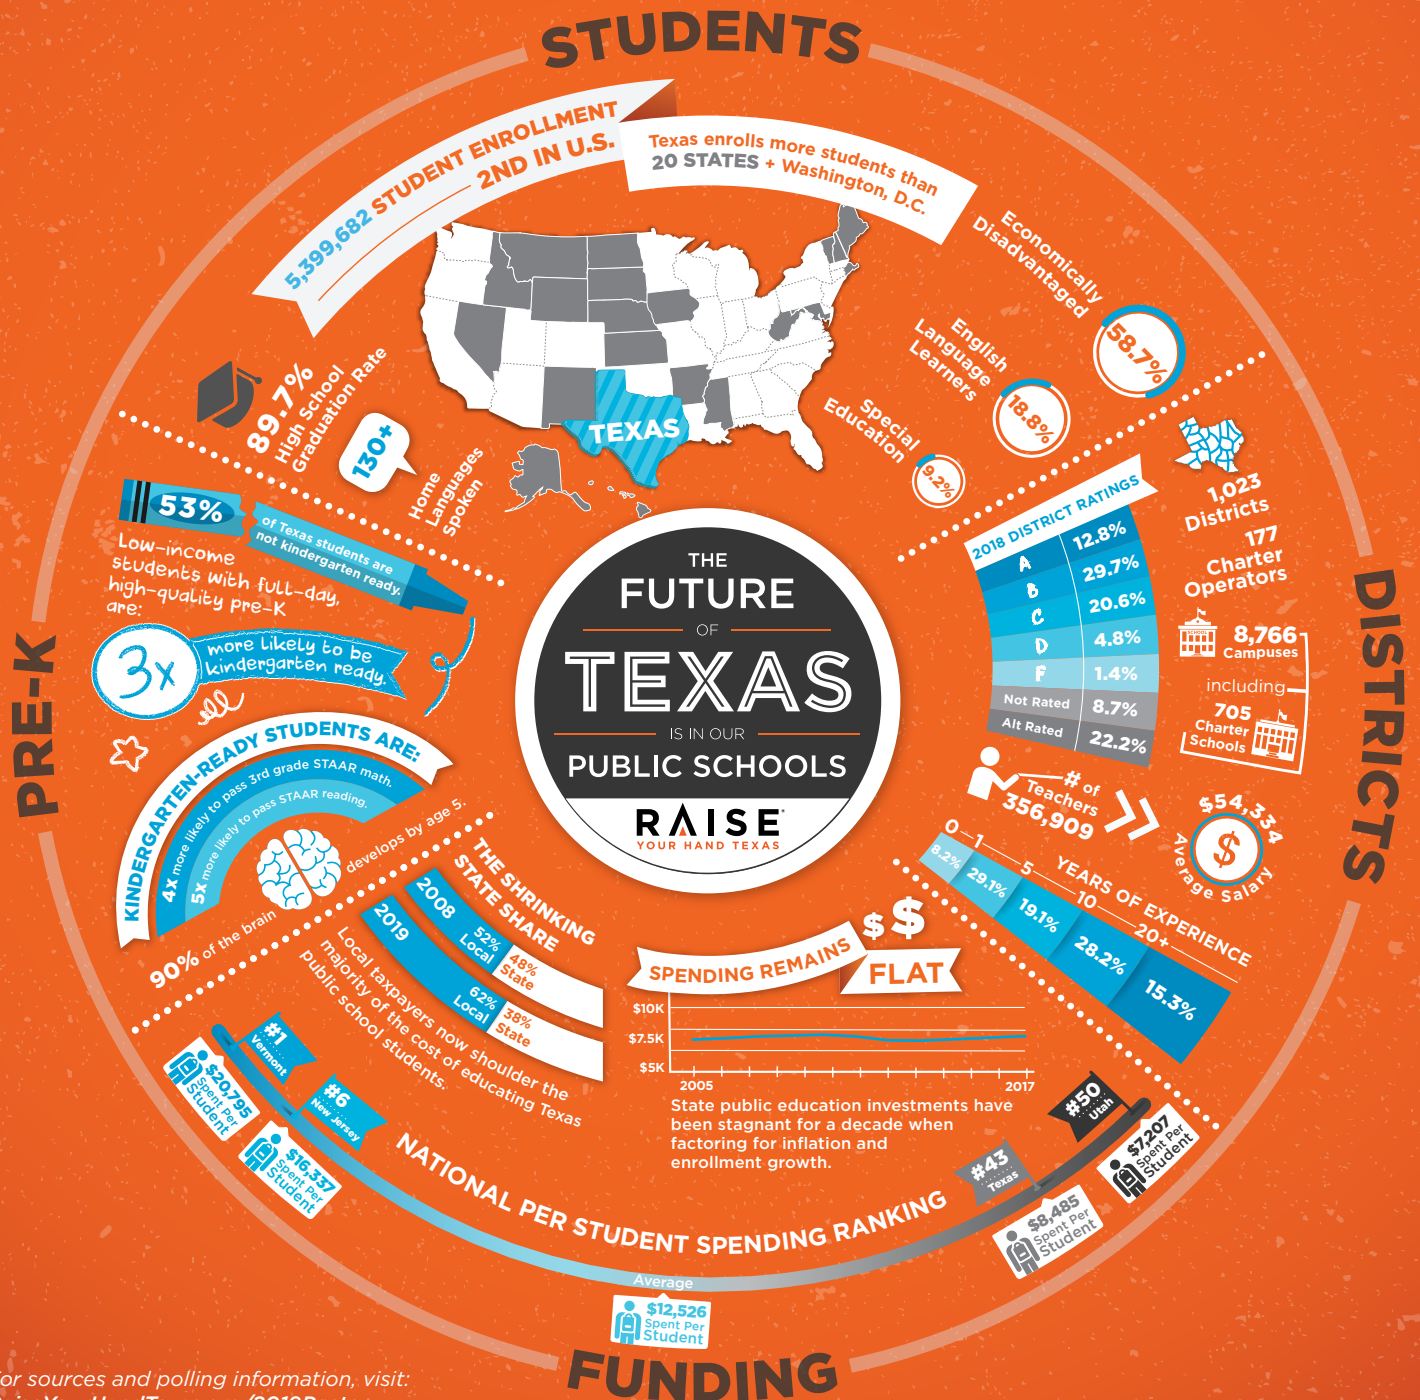 STUDENTS
5,399,682 STUDENT ENROLLMENT
2ND IN U.S.
Texas enrolls more students than
20 STATES + Washington, D.C.
TEXAS
89.7%
High School
Graduation Rate
130+
Home
Languages
Spoken
Economically
Disadvantaged
58.7%
English
Language
Learners
18.8%
Special
Education
9.2%
PRE-K
53%
of Texas students are
not kindergarten ready.
Low-income
students with full-day,
high-quality pre-K
are:
3x
more likely to be
kindergarten ready.
KINDERGARTEN-READY STUDENTS ARE:
4x more likely to pass 3rd grade STAAR math.
5x more likely to pass STAAR reading.
90% of the brain
develops by age 5.
THE
FUTURE
OF
TEXAS
IS IN OUR
PUBLIC SCHOOLS
RAISE
YOUR HAND TEXAS
DISTRICTS
2018 DISTRICT RATINGS
A 12.8%
B 29.7%
C 20.6%
D 4.8%
F 1.4%
Not Rated 8.7%
Alt Rated 22.2%
1,023
Districts
177
Charter
Operators
SCHOOL
8,766
Campuses
including
705
Charter
Schools
# of
Teachers
356,909
$54,334
$
Average Salary
0 1 5 10 20+
YEARS OF EXPERIENCE
8.2% 29.1% 19.1% 28.2% 15.3%
THE SHRINKING
STATE SHARE
2008
52%
Local
48%
State
2019
62%
Local
38%
State
Local taxpayers now shoulder the
majority of the cost of educating Texas
public school students.
$ $
SPENDING REMAINS
FLAT
$10K
$7.5K
$5K
2005 2017
State public education investments have
been stagnant for a decade when
factoring for inflation and
enrollment growth.
#1
Vermont
$20,795
Spent Per
Student
#6
New Jersey
$16,337
Spent Per
Student
NATIONAL PER STUDENT SPENDING RANKING
Average
$12,526
Spent Per
Student
#43
Texas
$8,485
Spent Per
Student
#50
Utah
$7,207
Spent Per
Student
FUNDING
or sources and polling information, visit: